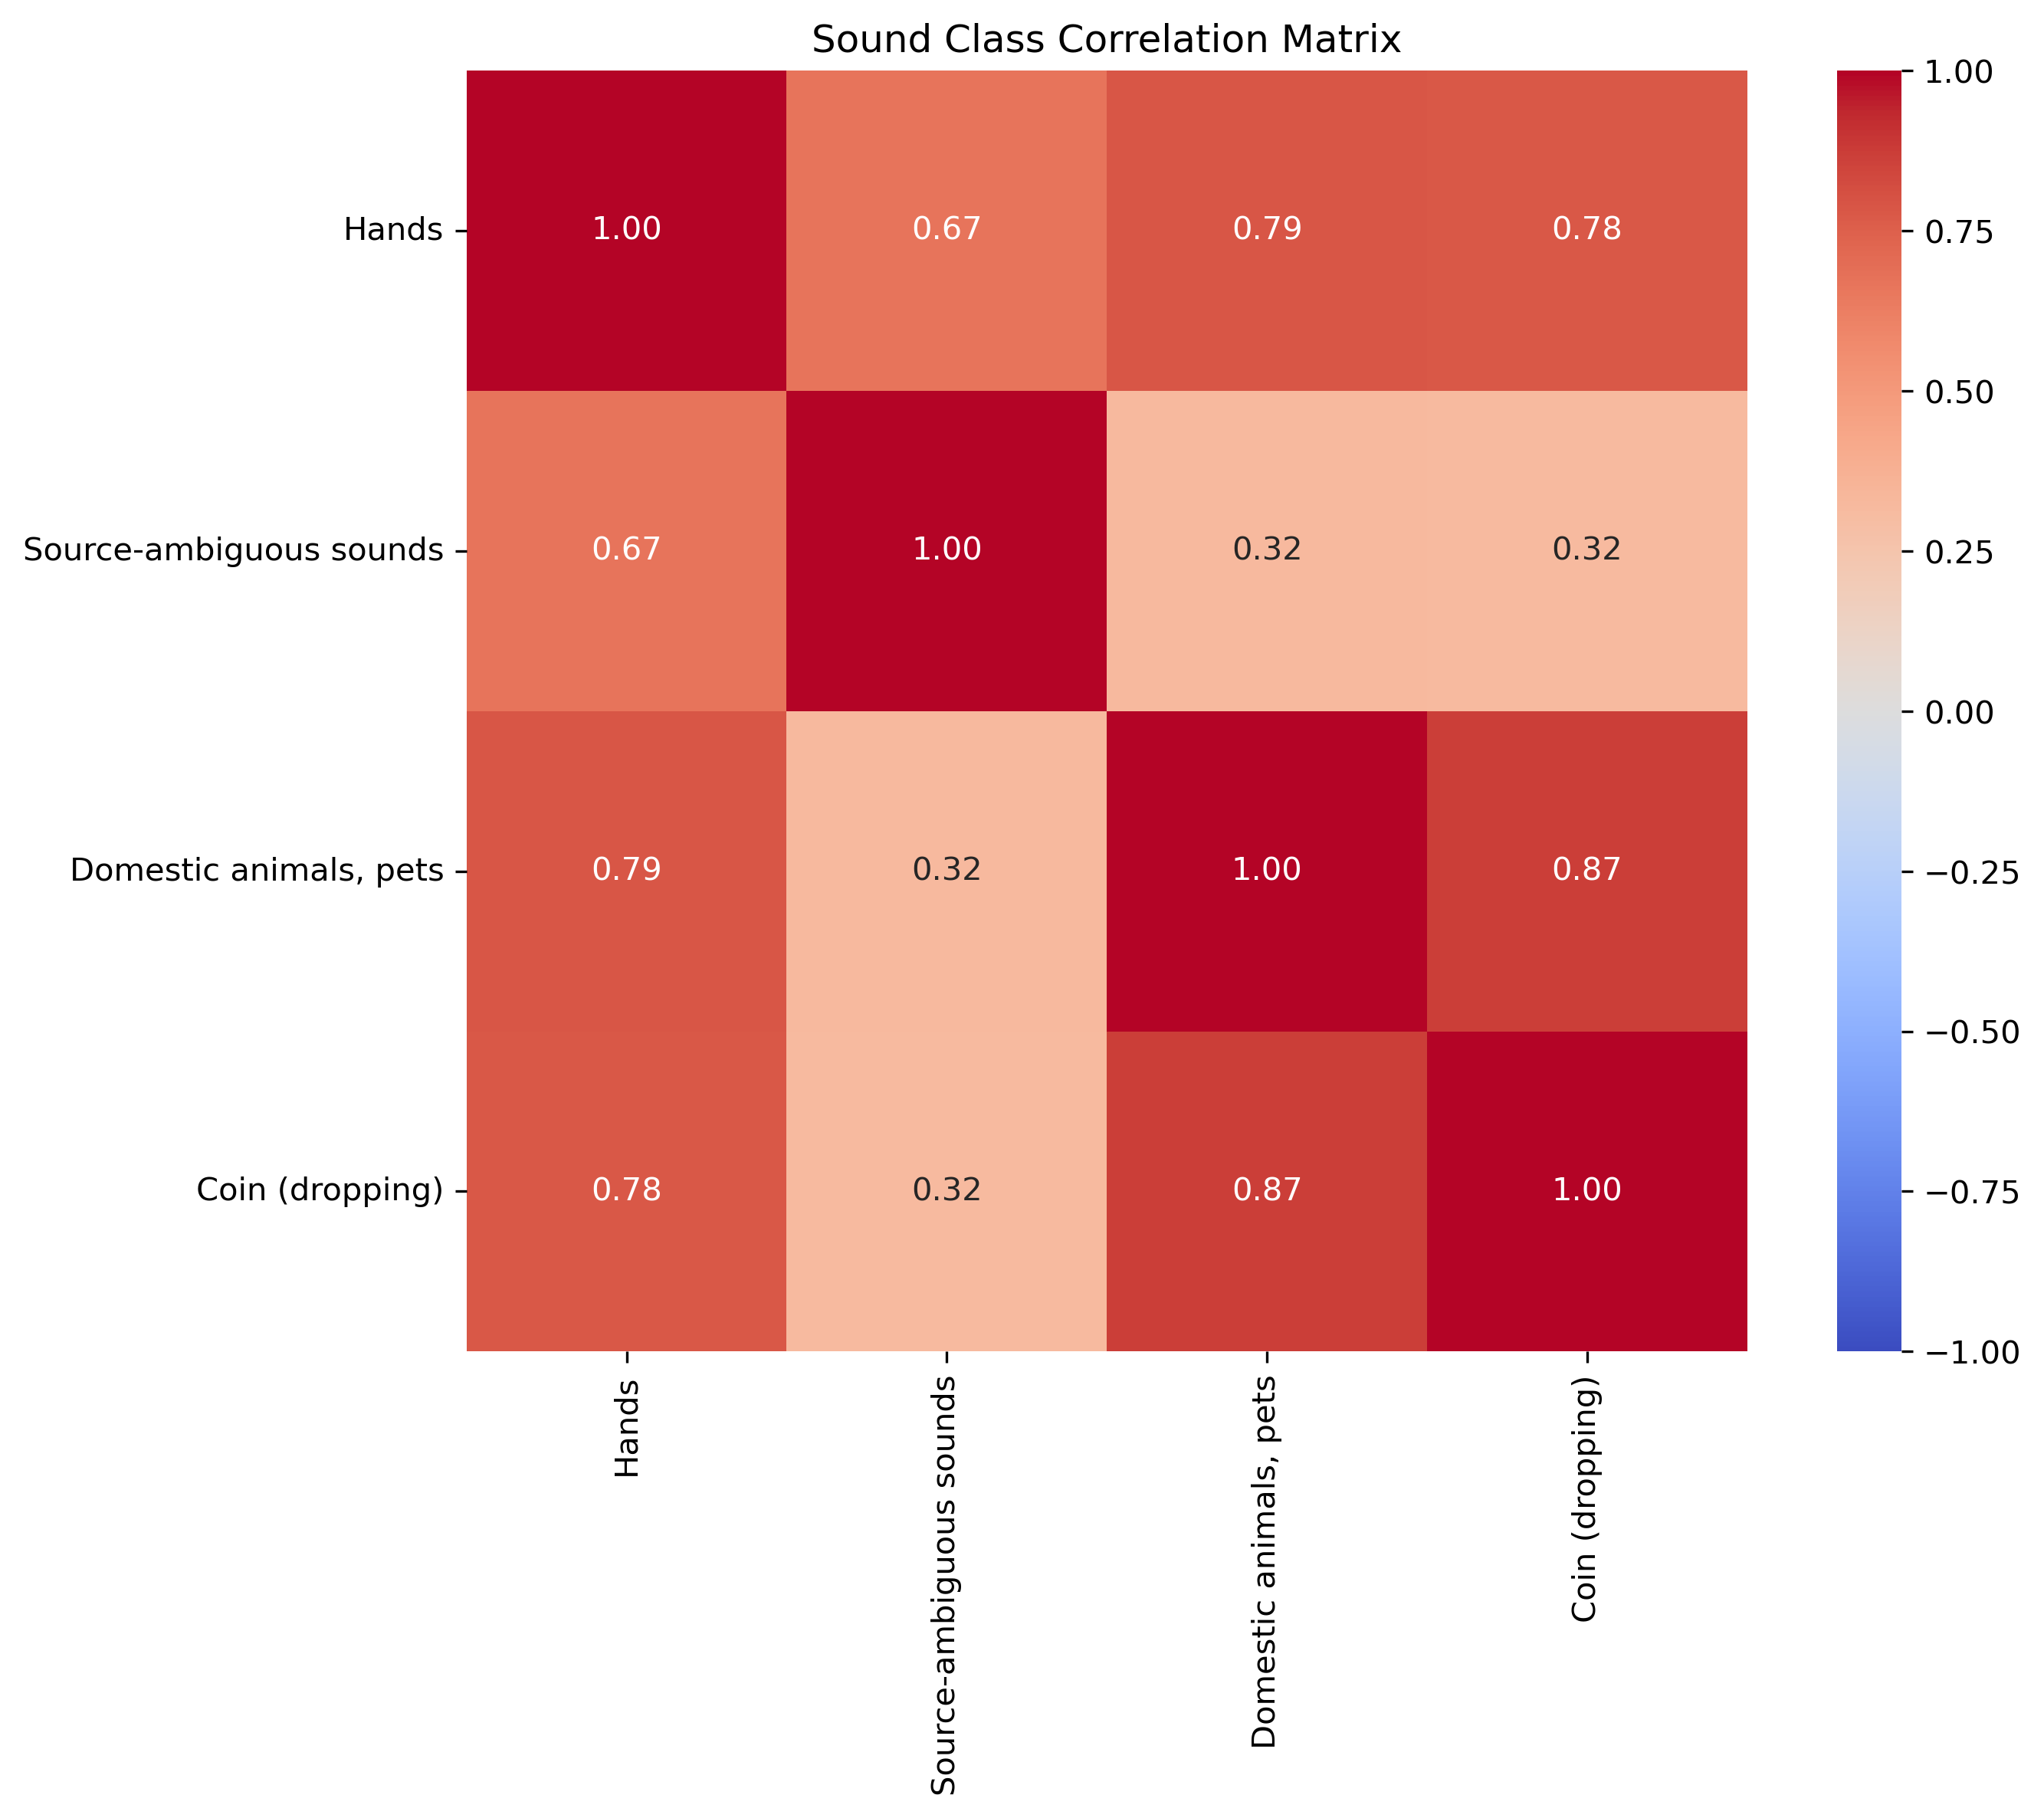 Sound Class Correlation Matrix
Hands 1.00 0.67 0.79 0.78
Source-ambiguous sounds 0.67 1.00 0.32 0.32
Domestic animals, pets 0.79 0.32 1.00 0.87
Coin (dropping) 0.78 0.32 0.87 1.00
Hands
Source-ambiguous sounds
Domestic animals, pets
Coin (dropping)
1.00
0.75
0.50
0.25
0.00
−0.25
−0.50
−0.75
−1.00